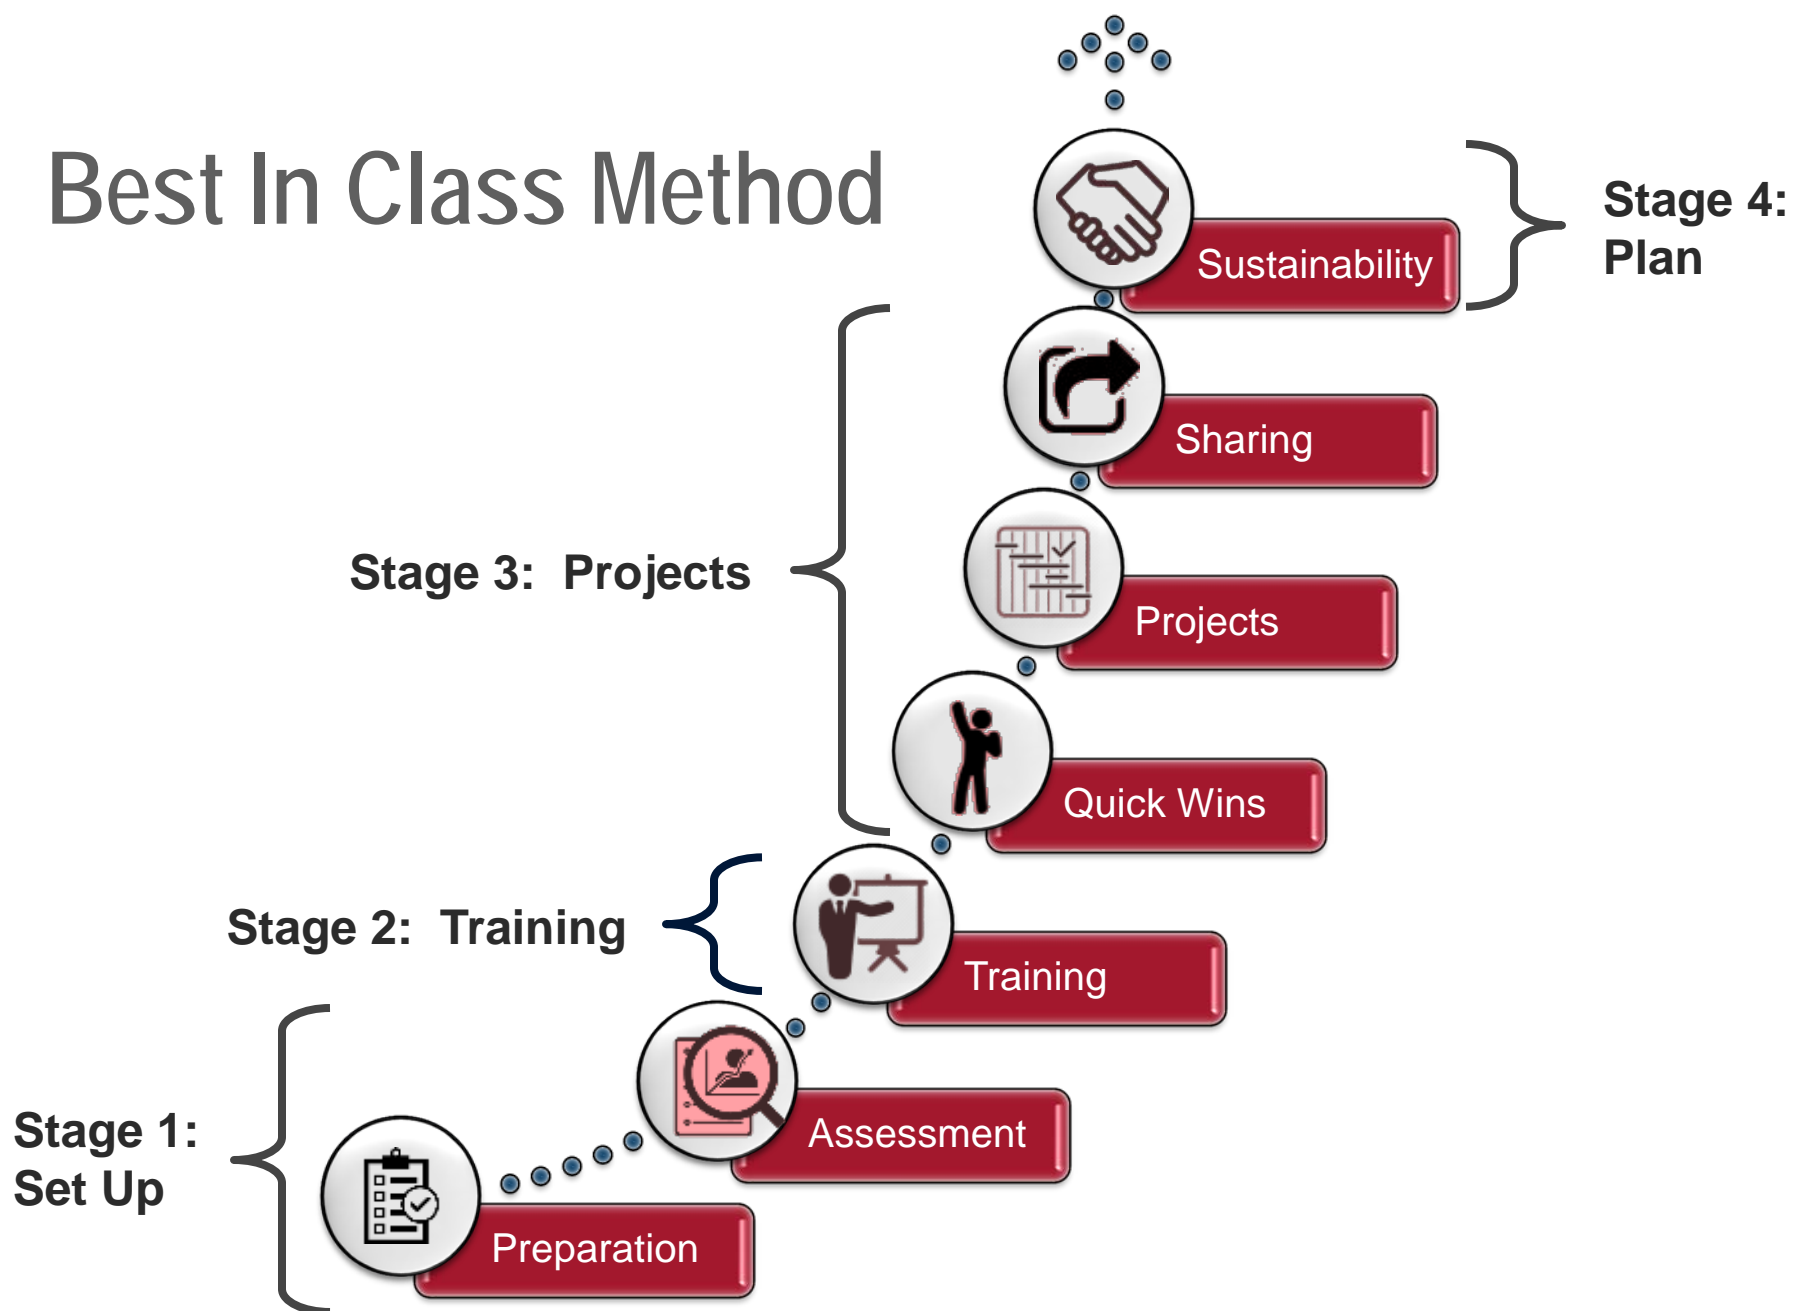 Best In Class Method
Stage 4:
Plan
Sustainability
Sharing
Stage 3:  Projects
Projects
Quick Wins
Stage 2:  Training
Training
Stage 1:
Set Up
Assessment
Preparation